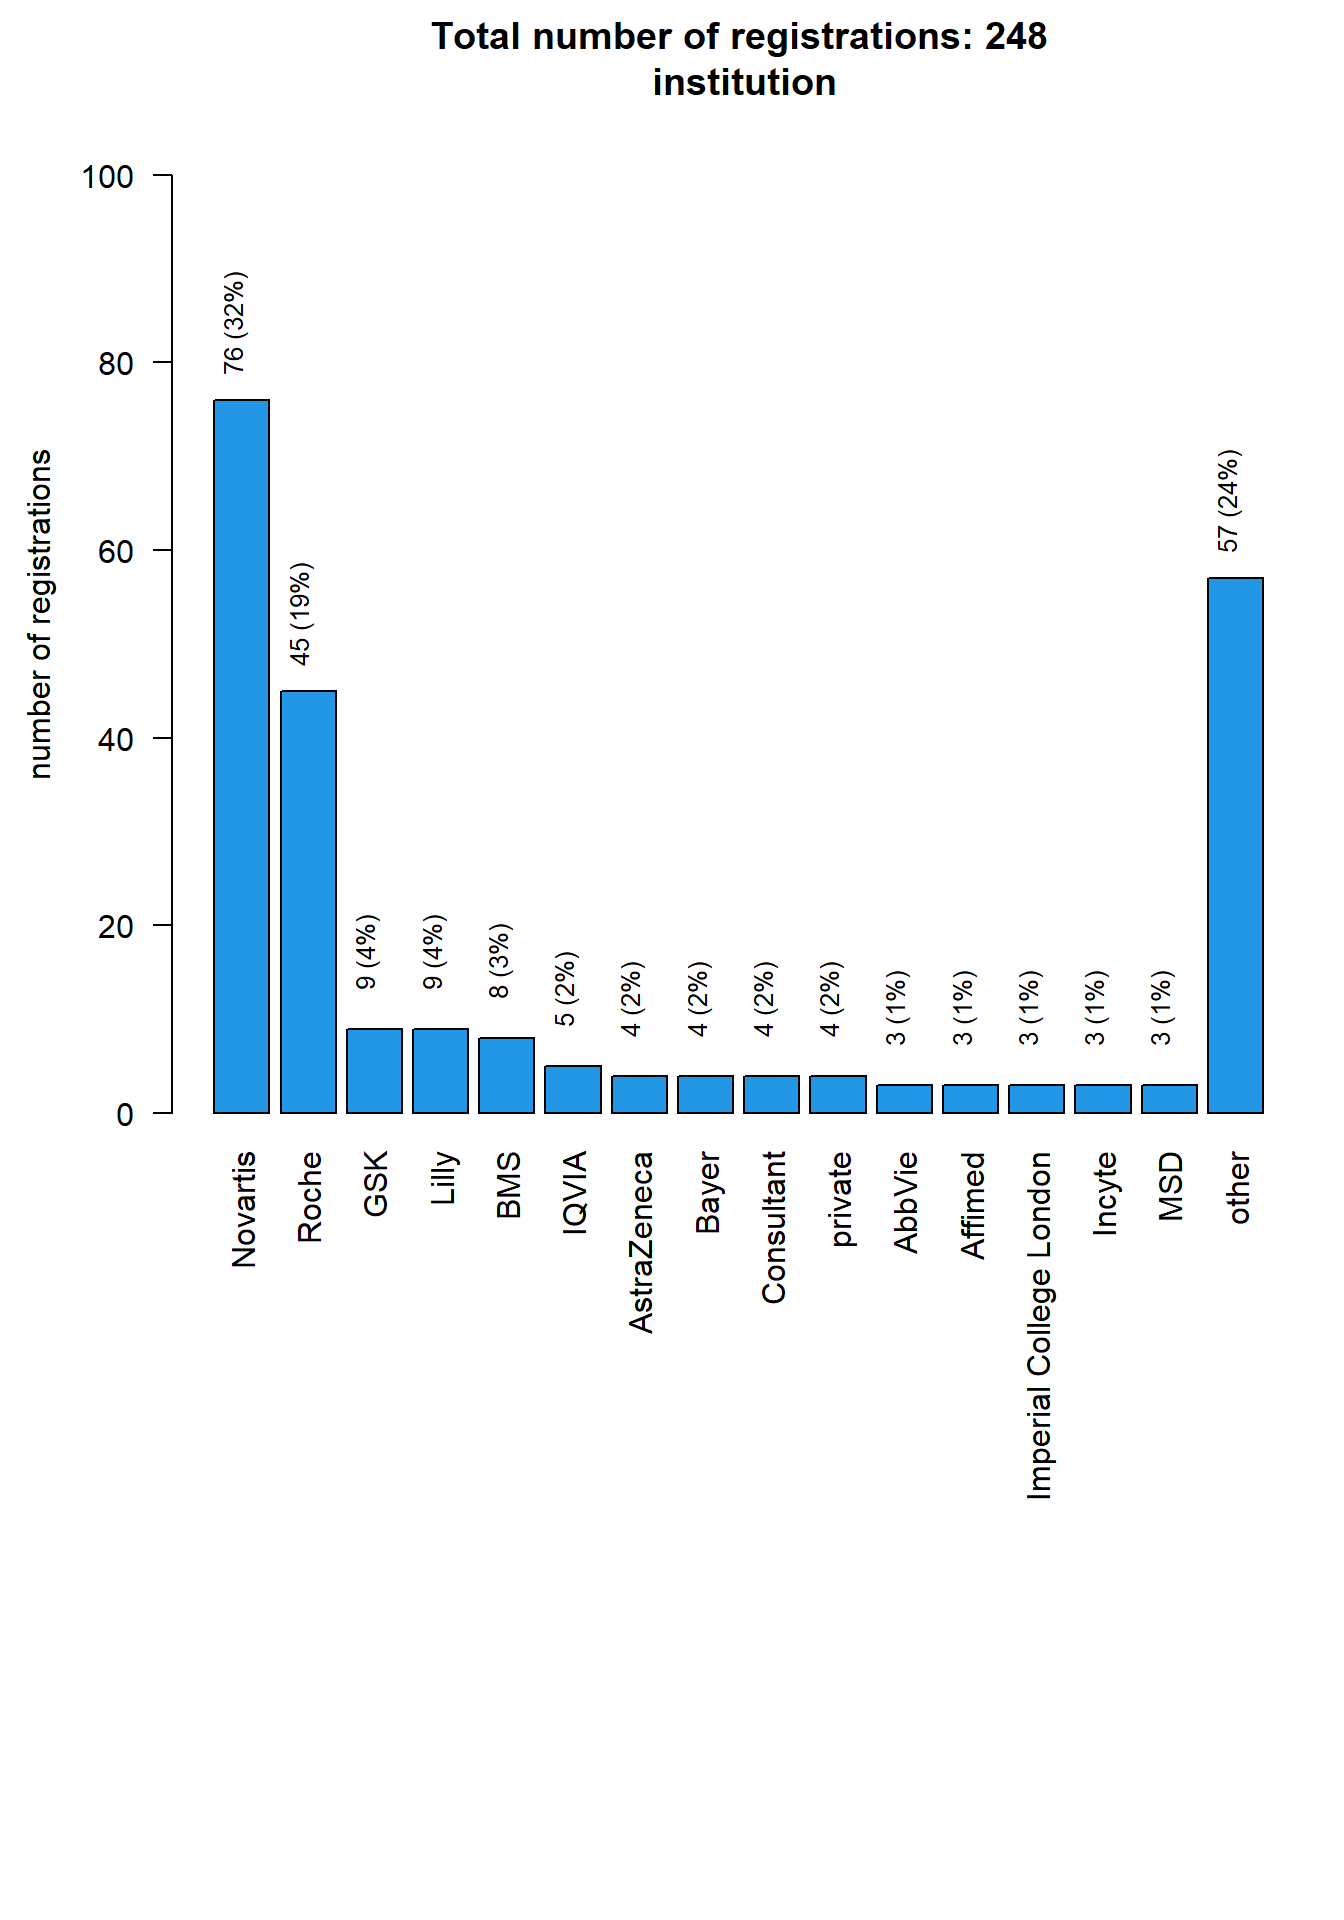 Total number of registrations: 248
institution
number of registrations
100
80
60
40
20
0
76 (32%)
45 (19%)
9 (4%)
9 (4%)
8 (3%)
5 (2%)
4 (2%)
4 (2%)
4 (2%)
4 (2%)
3 (1%)
3 (1%)
3 (1%)
3 (1%)
3 (1%)
57 (24%)
Novartis
Roche
GSK
Lilly
BMS
IQVIA
AstraZeneca
Bayer
Consultant
private
AbbVie
Affimed
Imperial College London
Incyte
MSD
other